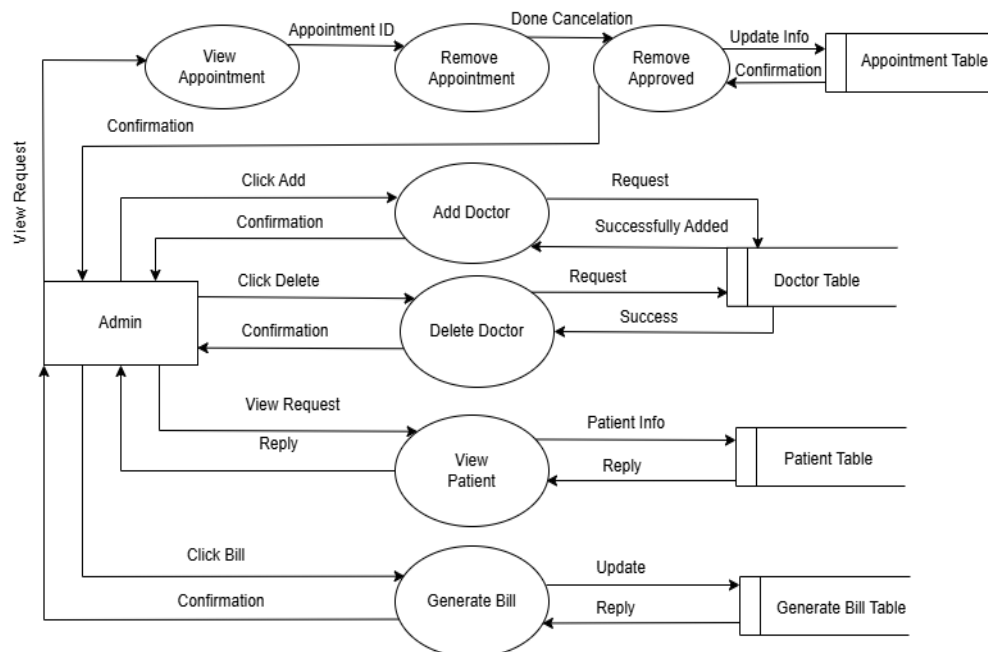 Appointment ID
Done Cancelation
Update Info
View
Appointment
Remove
Appointment
Remove
Approved
Appointment Table
Confirmation
Confirmation
View Request
Click Add
Request
Add Doctor
Confirmation
Successfully Added
Click Delete
Request
Doctor Table
Admin
Confirmation
Delete Doctor
Success
View Request
Patient Info
Reply
View
Patient
Reply
Patient Table
Click Bill
Update
Confirmation
Generate Bill
Reply
Generate Bill Table